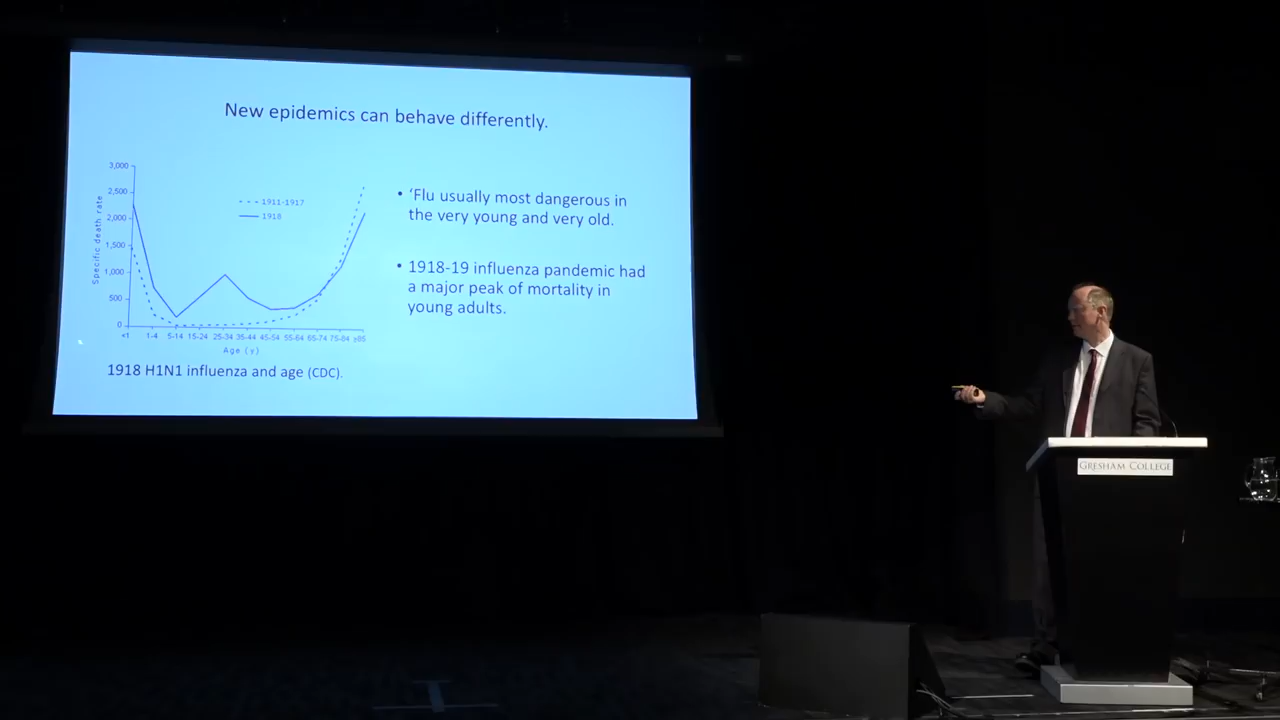 New epidemics can behave differently.
3,000
2,500
2,000
1,500
1,000
500
0
Specific death rate
1911-1917
1918
<1 1-4 5-14 15-24 25-34 35-44 45-54 55-64 65-74 75-84 ≥85
Age (y)
1918 H1N1 influenza and age (CDC).
• ‘Flu usually most dangerous in
the very young and very old.
• 1918-19 influenza pandemic had
a major peak of mortality in
young adults.
GRESHAM COLLEGE